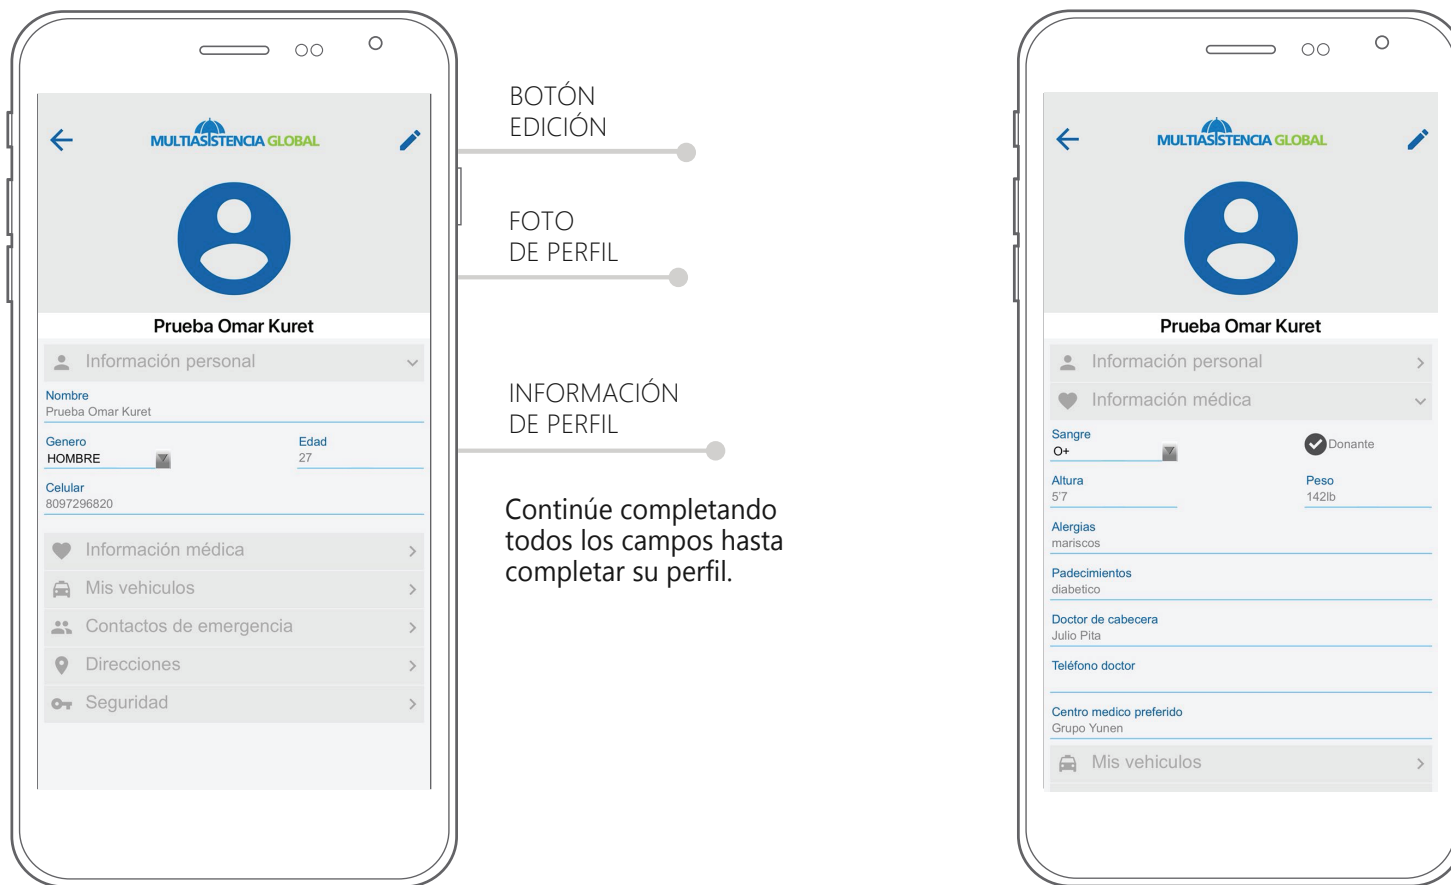 MULTIASISTENCIA GLOBAL
Prueba Omar Kuret
Información personal
Nombre
Prueba Omar Kuret
Genero
Edad
HOMBRE
27
Celular
8097296820
Información médica
Mis vehiculos
Contactos de emergencia
Direcciones
Seguridad
BOTÓN
EDICIÓN
FOTO
DE PERFIL
INFORMACIÓN
DE PERFIL
Continúe completando
todos los campos hasta
completar su perfil.
MULTIASISTENCIA GLOBAL
Prueba Omar Kuret
Información personal
Información médica
Sangre
O+
Donante
Altura
Peso
5'7
142lb
Alergias
mariscos
Padecimientos
diabetico
Doctor de cabecera
Julio Pita
Teléfono doctor
Centro medico preferido
Grupo Yunen
Mis vehiculos